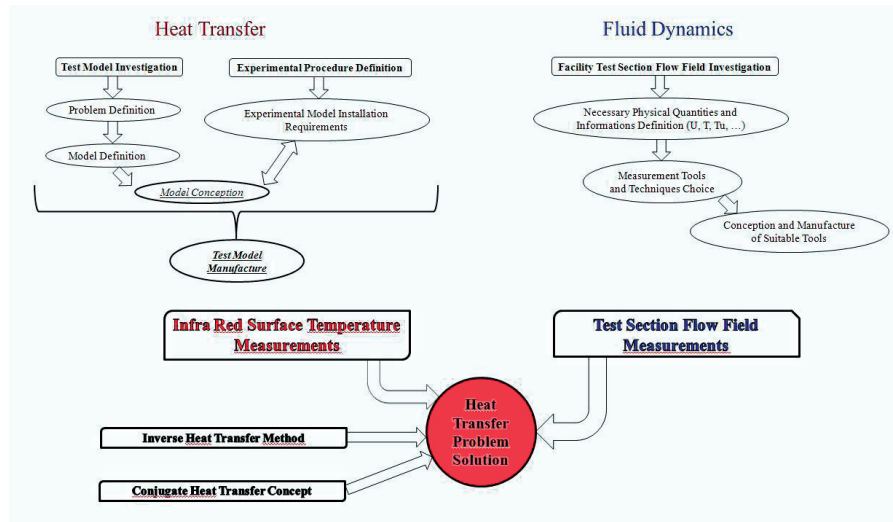 Heat Transfer
Fluid Dynamics
Test Model Investigation
Experimental Procedure Definition
Facility Test Section Flow Field Investigation
Problem Definition
Experimental Model Installation
Requirements
Necessary Physical Quantities and
Informations Definition (U, T, Tu, ...)
Model Definition
Measurement Tools
and Techniques Choice
Model Conception
Conception and Manufacture
of Suitable Tools
Test Model
Manufacture
Infra Red Surface Temperature
Measurements
Test Section Flow Field
Measurements
Heat
Transfer
Problem
Solution
Inverse Heat Transfer Method
Conjugate Heat Transfer Concept